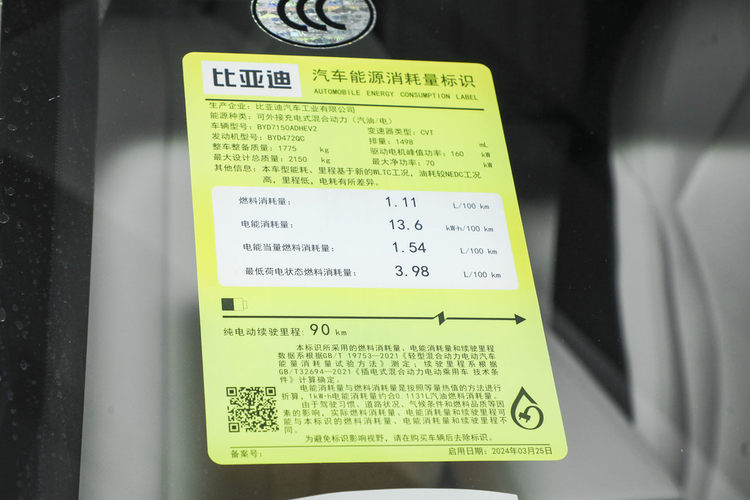 比亚迪 汽车能源消耗量标识
AUTOMOBILE ENERGY CONSUMPTION LABEL
生产企业：比亚迪汽车工业有限公司
能源种类：可外接充电式混合动力（汽油/电）
车辆型号：BYD7150ADHEV2 变速器类型：CVT
发动机型号：BYD472QC 排量：1498 mL
整车整备质量：1775 kg 驱动电机峰值功率：160 kW
最大设计总质量：2150 kg 最大净功率：70 kW
其他信息：本车型能耗、里程基于新的WLTC工况，油耗较NEDC工况
高，里程低，电耗有所差异。
燃料消耗量： 1.11 L/100 km
电能消耗量： 13.6 kW·h/100 km
电能当量燃料消耗量： 1.54 L/100 km
最低荷电状态燃料消耗量： 3.98 L/100 km
纯电动续驶里程：90 km
本标识所采用的燃料消耗量、电能消耗量和续驶里程
数据系根据GB/T 19753—2021《轻型混合动力电动汽车
能量消耗量试验方法》测定；续驶里程系根据
GB/T32694—2021《插电式混合动力电动乘用车 技术条
件》计算确定。
电能消耗量与燃料消耗量是按照等量热值的方法进行
折算，1kW·h电能消耗量约合0.1131L汽油燃料消耗量。
由于驾驶习惯、道路状况、气候条件和燃料品质等因
素的影响，实际燃料消耗量、电能消耗量和续驶里程可
能与本标识的燃料消耗量、电能消耗量和续驶里程不
同。
为避免标识影响视野，请在购买车辆后去除标识。
备案号： 启用日期：2024年03月25日